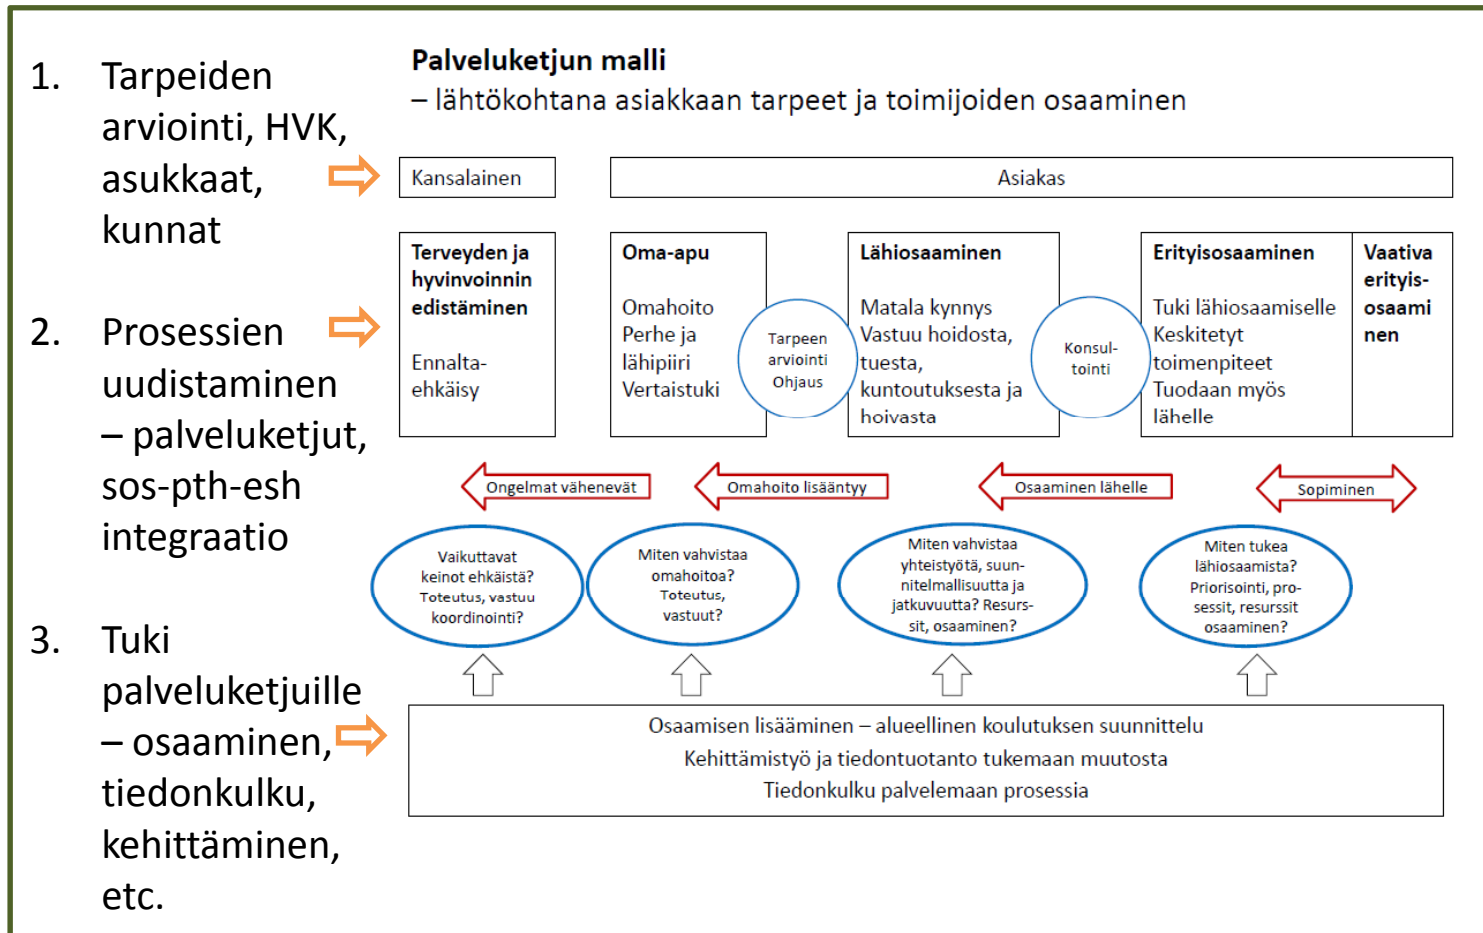 1. Tarpeiden
arviointi, HVK,
asukkaat,
kunnat
2. Prosessien
uudistaminen
– palveluketjut,
sos-pth-esh
integraatio
3. Tuki
palveluketjuille
– osaaminen,
tiedonkulku,
kehittäminen,
etc.
Palveluketjun malli
– lähtökohtana asiakkaan tarpeet ja toimijoiden osaaminen
Kansalainen
Asiakas
Terveyden ja
hyvinvoinnin
edistäminen
Ennalta-
ehkäisy
Oma-apu
Omahoito
Perhe ja
lähipiiri
Vertaistuki
Tarpeen
arviointi
Ohjaus
Lähiosaaminen
Matala kynnys
Vastuu hoidosta,
tuesta,
kuntoutuksesta ja
hoivasta
Konsul-
tointi
Erityisosaaminen
Tuki lähiosaamiselle
Keskitetyt
toimenpiteet
Tuodaan myös
lähelle
Vaativa
erityis-
osaami
nen
Ongelmat vähenevät
Omahoito lisääntyy
Osaaminen lähelle
Sopiminen
Vaikuttavat
keinot ehkäistä?
Toteutus, vastuu
koordinointi?
Miten vahvistaa
omahoitoa?
Toteutus,
vastuut?
Miten vahvistaa
yhteistyötä, suun-
nitelmallisuutta ja
jatkuvuutta? Resurs-
sit, osaaminen?
Miten tukea
lähiosaamista?
Priorisointi, pro-
sessit, resurssit
osaaminen?
Osaamisen lisääminen – alueellinen koulutuksen suunnittelu
Kehittämistyö ja tiedontuotanto tukemaan muutosta
Tiedonkulku palvelemaan prosessia